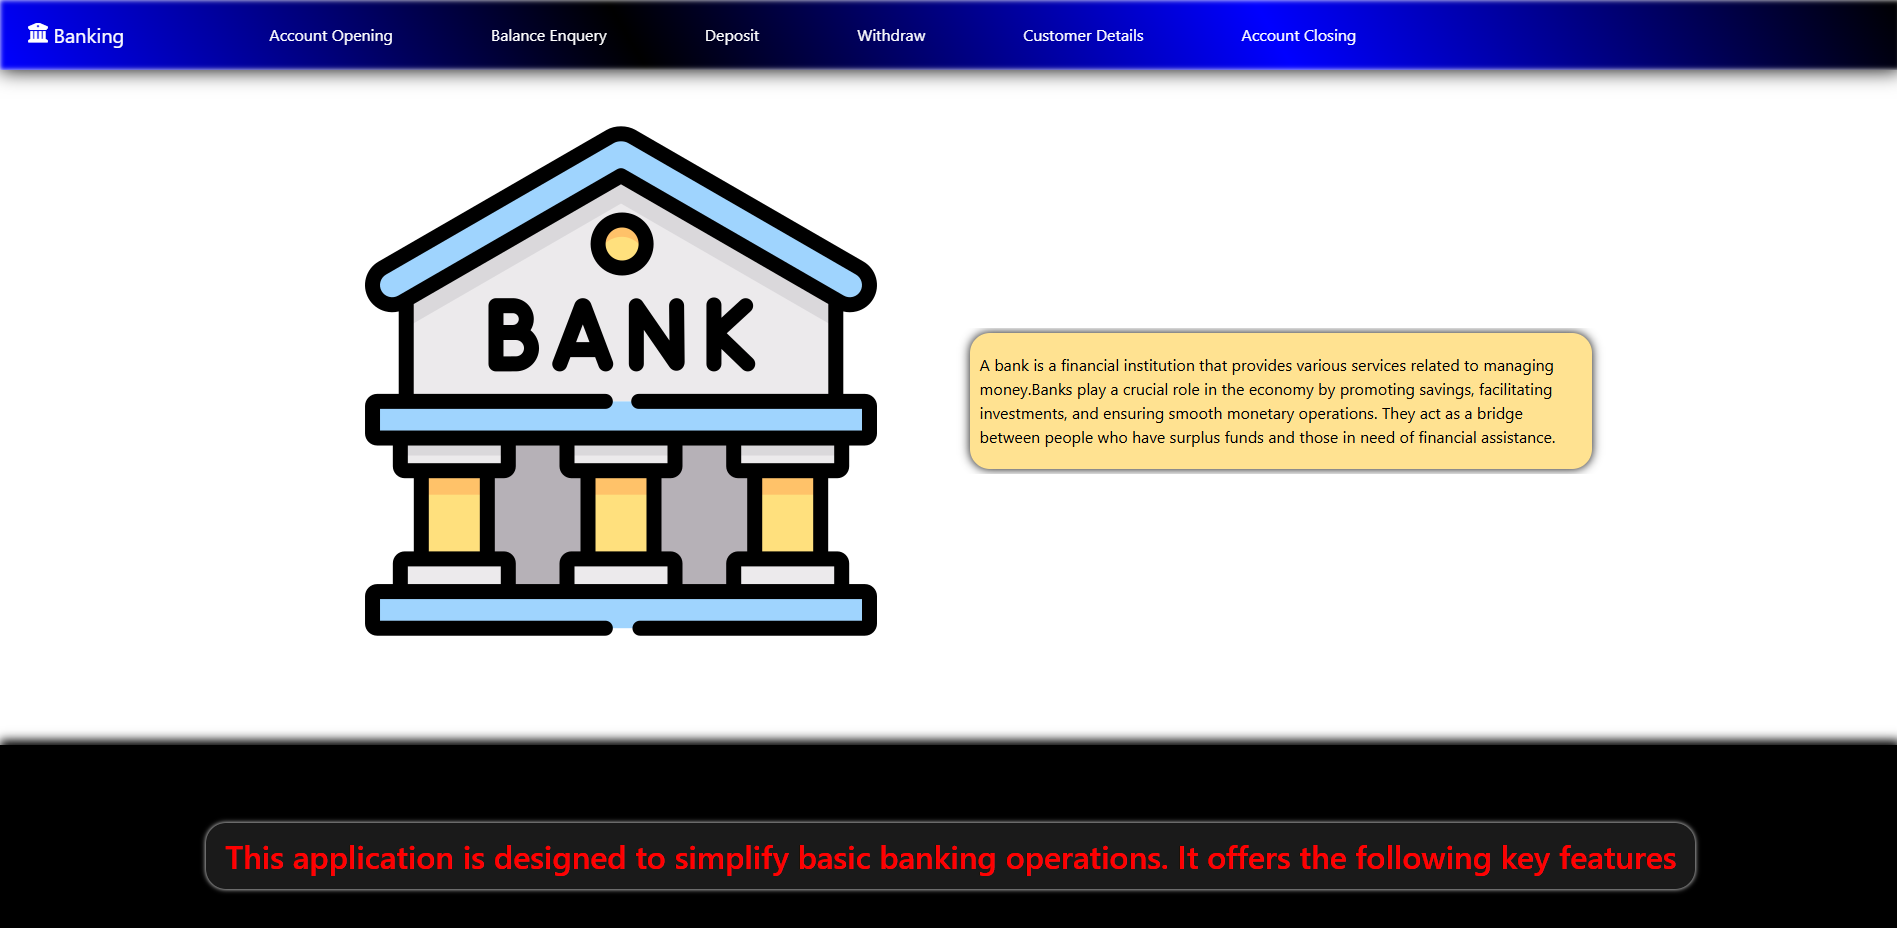 Banking Account Opening Balance Enquery Deposit Withdraw Customer Details Account Closing
BANK
A bank is a financial institution that provides various services related to managing
money.Banks play a crucial role in the economy by promoting savings, facilitating
investments, and ensuring smooth monetary operations. They act as a bridge
between people who have surplus funds and those in need of financial assistance.
This application is designed to simplify basic banking operations. It offers the following key features